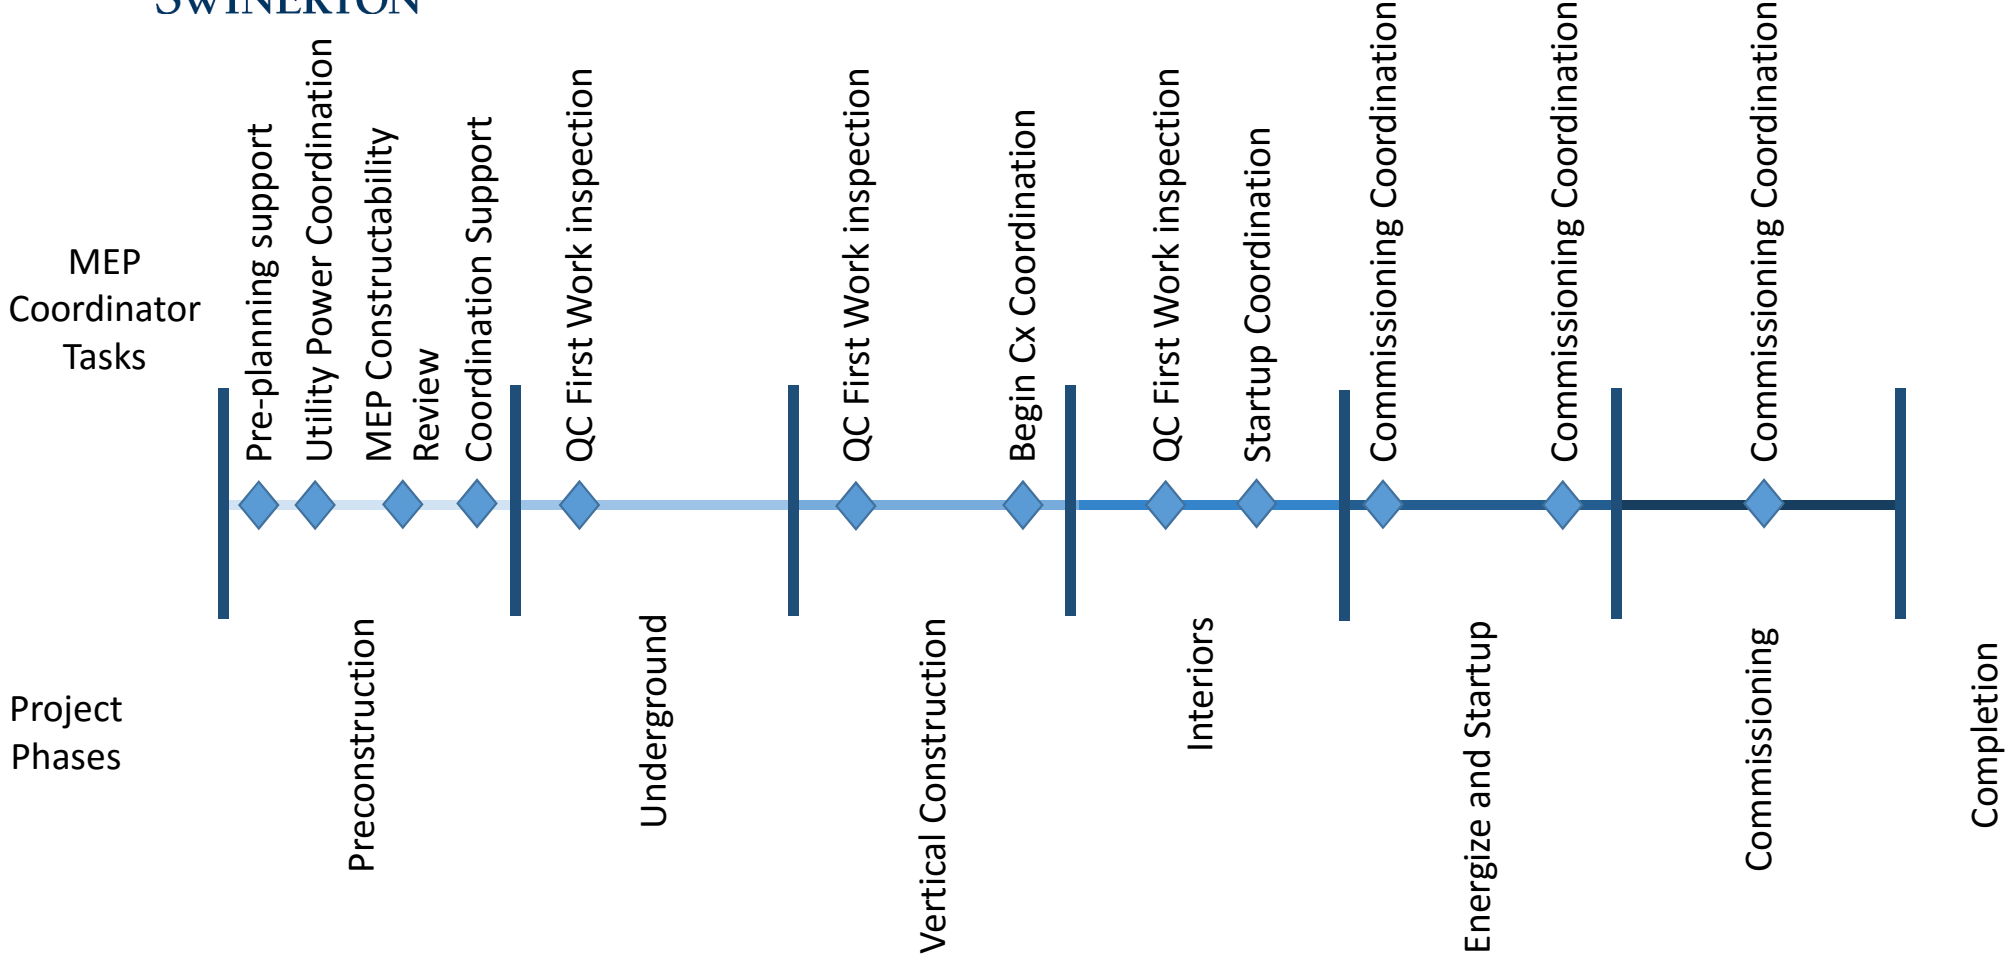 SWINERTON
MEP
Coordinator
Tasks
Pre-planning support
Utility Power Coordination
MEP Constructability
Review
Coordination Support
QC First Work inspection
QC First Work inspection
Begin Cx Coordination
QC First Work inspection
Startup Coordination
Commissioning Coordination
Commissioning Coordination
Commissioning Coordination
Project
Phases
Preconstruction
Underground
Vertical Construction
Interiors
Energize and Startup
Commissioning
Completion